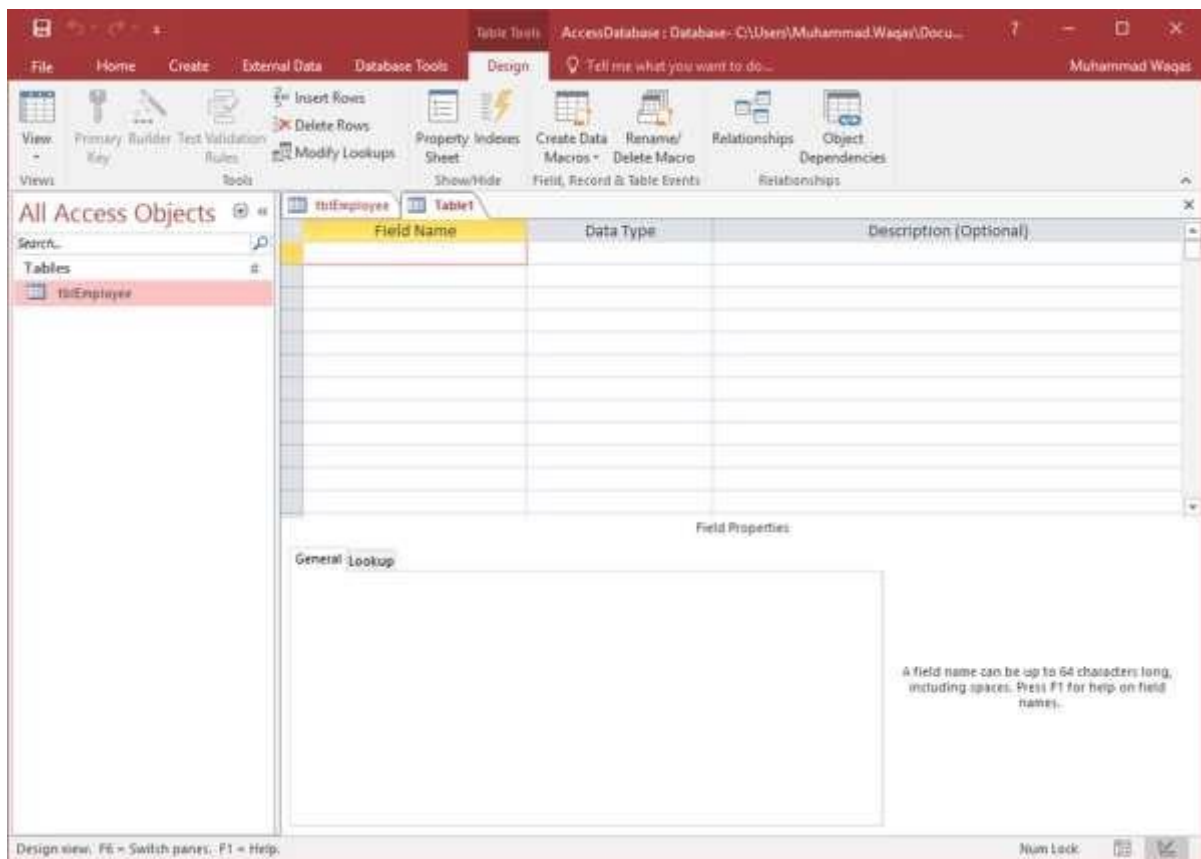 Table Tools AccessDatabase : Database- C:\Users\Muhammad.Waqas\Docu... ?
File Home Create External Data Database Tools Design Tell me what you want to do... Muhammad Waqas
View Primary Key Builder Test Validation Rules
Insert Rows
Delete Rows
Modify Lookups
Property Sheet Indexes Create Data Macros Rename/ Delete Macro Relationships Object Dependencies
Views Tools Show/Hide Field, Record & Table Events Relationships
All Access Objects
Search...
Tables
tblEmployee
tblEmployee Table1
Field Name Data Type Description (Optional)
Field Properties
General Lookup
A field name can be up to 64 characters long,
including spaces. Press F1 for help on field
names.
Design view. F6 = Switch panes. F1 = Help. Num Lock